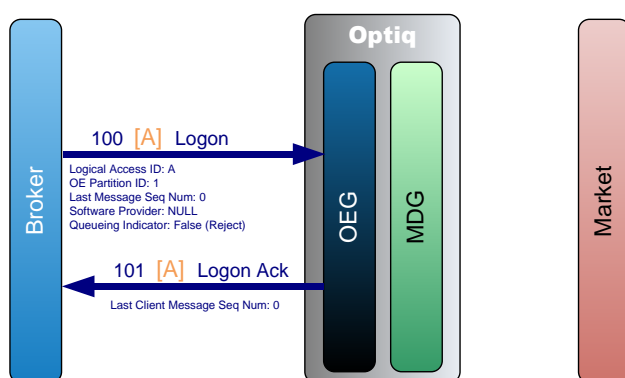 Optiq
100 [A] Logon
Logical Access ID: A
OE Partition ID: 1
Last Message Seq Num: 0
Software Provider: NULL
Queueing Indicator: False (Reject)
Broker
OEG
MDG
Market
101 [A] Logon Ack
Last Client Message Seq Num: 0